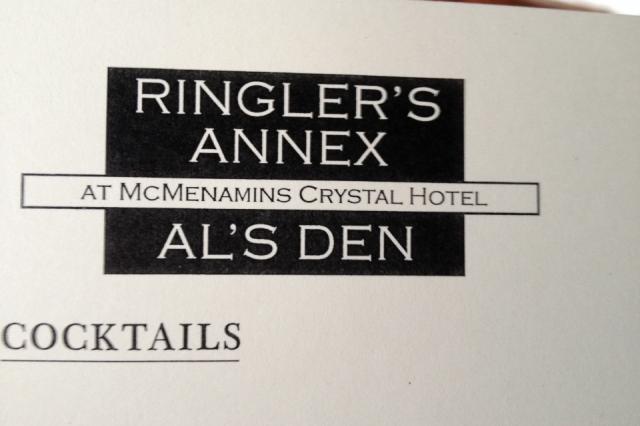 RINGLER'S
ANNEX
AT MCMENAMINS CRYSTAL HOTEL
AL'S DEN
COCKTAILS